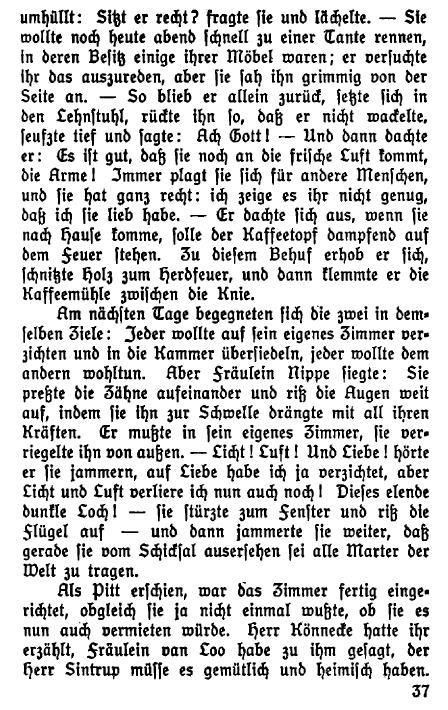 umhüllt: Sitzt er recht? fragte sie und lächelte. — Sie
wollte noch heute abend schnell zu einer Tante rennen,
in deren Besitz einige ihrer Möbel waren; er versuchte
ihr das auszureden, aber sie sah ihn grimmig von der
Seite an. — So blieb er allein zurück, setzte sich in
den Lehnstuhl, rückte ihn so, daß er nicht wackelte,
seufzte tief und sagte: Ach Gott! — Und dann dachte
er: Es ist gut, daß sie noch an die frische Luft kommt,
die Arme! Immer plagt sie sich für andere Menschen,
und sie hat ganz recht: ich zeige es ihr nicht genug,
daß ich sie lieb habe. — Er dachte sich aus, wenn sie
nach Hause komme, solle der Kaffeetopf dampfend auf
dem Feuer stehen. Zu diesem Behuf erhob er sich,
schnitzte Holz zum Herdfeuer, und dann klemmte er die
Kaffeemühle zwischen die Knie.
Am nächsten Tage begegneten sich die zwei in dem-
selben Ziele: Jeder wollte auf sein eigenes Zimmer ver-
zichten und in die Kammer übersiedeln, jeder wollte dem
andern wohltun. Aber Fräulein Nippe siegte: Sie
preßte die Zähne aufeinander und riß die Augen weit
auf, indem sie ihn zur Schwelle drängte mit all ihren
Kräften. Er mußte in sein eigenes Zimmer, sie ver-
riegelte ihn von außen. — Licht! Luft! Und Liebe! hörte
er sie jammern, auf Liebe habe ich ja verzichtet, aber
Licht und Luft verliere ich nun auch noch! Dieses elende
dunkle Loch! — sie stürzte zum Fenster und riß die
Flügel auf — und dann jammerte sie weiter, daß
gerade sie vom Schicksal ausersehen sei alle Marter der
Welt zu tragen.
Als Pitt erschien, war das Zimmer fertig einge-
richtet, obgleich sie ja nicht einmal wußte, ob sie es
nun auch vermieten würde. Herr Könnecke hatte ihr
erzählt, Fräulein van Loo habe zu ihm gesagt, der
Herr Sintrup müsse es gemütlich und heimisch haben.
37